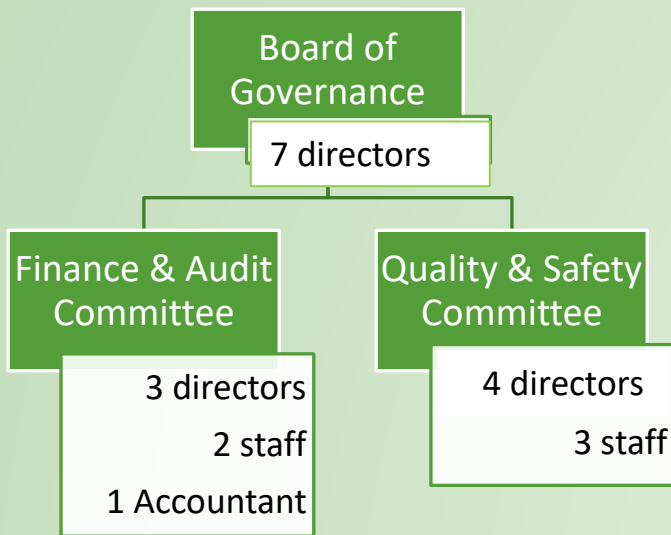 Board of
Governance
7 directors
Finance & Audit
Committee
3 directors
2 staff
1 Accountant
Quality & Safety
Committee
4 directors
3 staff